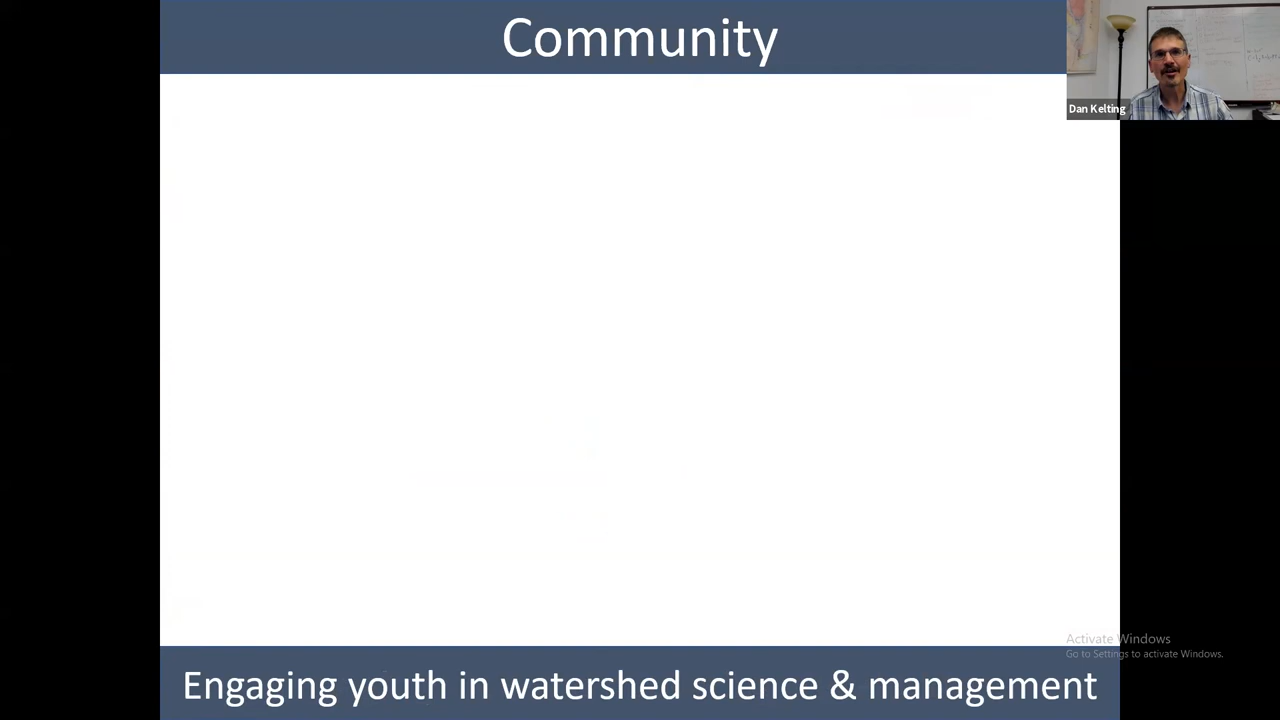 Community
Dan Kelting
Activate Windows
Go to Settings to activate Windows.
Engaging youth in watershed science & management